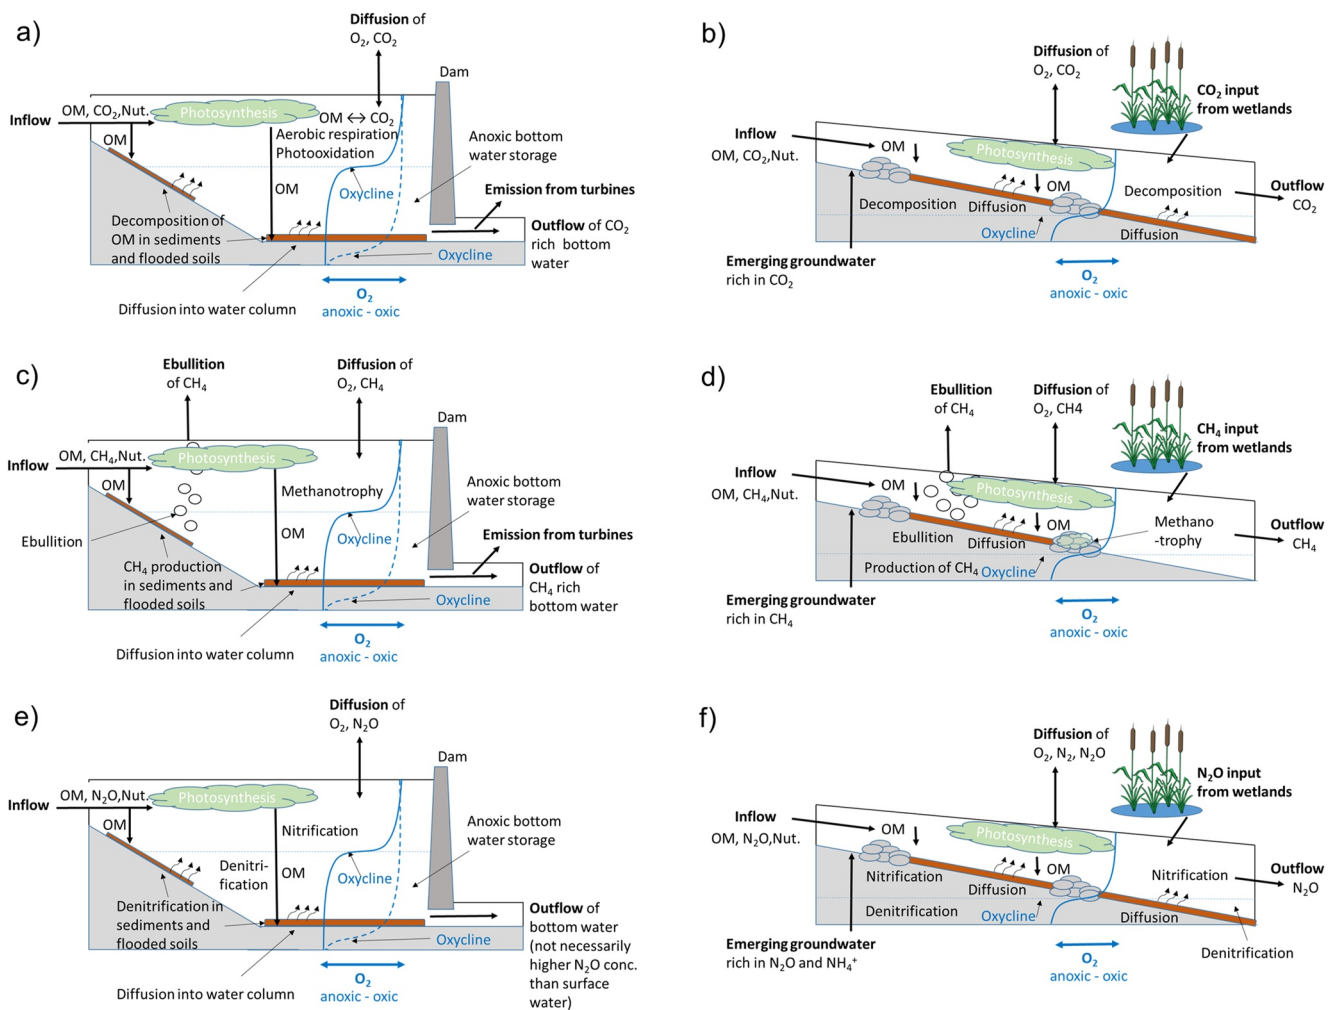 a)
Diffusion of
O2, CO2
Dam
OM, CO2,Nut.
Inflow
Photosynthesis
OM
OM ↔ CO2
Aerobic respiration
Photooxidation
Anoxic bottom
water storage
OM
Oxycline
Emission from turbines
Decomposition of
OM in sediments
and flooded soils
Outflow of CO2
rich bottom
water
Oxycline
Diffusion into water column
O2
anoxic - oxic
b)
Diffusion of
O2, CO2
CO2 input
from wetlands
Inflow
OM, CO2,Nut.
OM
Photosynthesis
OM
Decomposition
Diffusion
Decomposition
Outflow
CO2
Oxycline
Diffusion
Emerging groundwater
rich in CO2
O2
anoxic - oxic
c)
Ebullition
of CH4
Diffusion of
O2, CH4
Dam
OM, CH4,Nut.
Inflow
Photosynthesis
OM
Methanotrophy
Anoxic bottom
water storage
Ebullition
OM
Oxycline
Emission from turbines
CH4 production
in sediments and
flooded soils
Outflow of
CH4 rich
bottom water
Oxycline
Diffusion into water column
O2
anoxic - oxic
d)
Ebullition
of CH4
Diffusion of
O2, CH4
CH4 input
from wetlands
Inflow
OM, CH4,Nut.
OM
Photosynthesis
OM
Ebullition
Diffusion
Methano
-trophy
Outflow
CH4
Production of CH4
Oxycline
Emerging groundwater
rich in CH4
O2
anoxic - oxic
e)
Diffusion of
O2, N2O
Dam
OM, N2O,Nut.
Inflow
Photosynthesis
OM
Nitrification
Anoxic bottom
water storage
Denitri-
fication
OM
Oxycline
Denitrification in
sediments and
flooded soils
Outflow of
bottom water
(not necessarily
higher N2O conc.
than surface
water)
Oxycline
Diffusion into water column
O2
anoxic - oxic
f)
Diffusion of
O2, N2, N2O
N2O input
from wetlands
Inflow
OM, N2O,Nut.
OM
Photosynthesis
OM
Nitrification
Diffusion
Nitrification
Outflow
N2O
Denitrification
Oxycline
Diffusion
Emerging groundwater
rich in N2O and NH4+
Denitrification
O2
anoxic - oxic